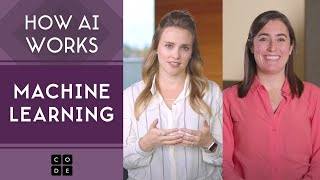 HOW AI
WORKS
MACHINE
LEARNING
C O
D E